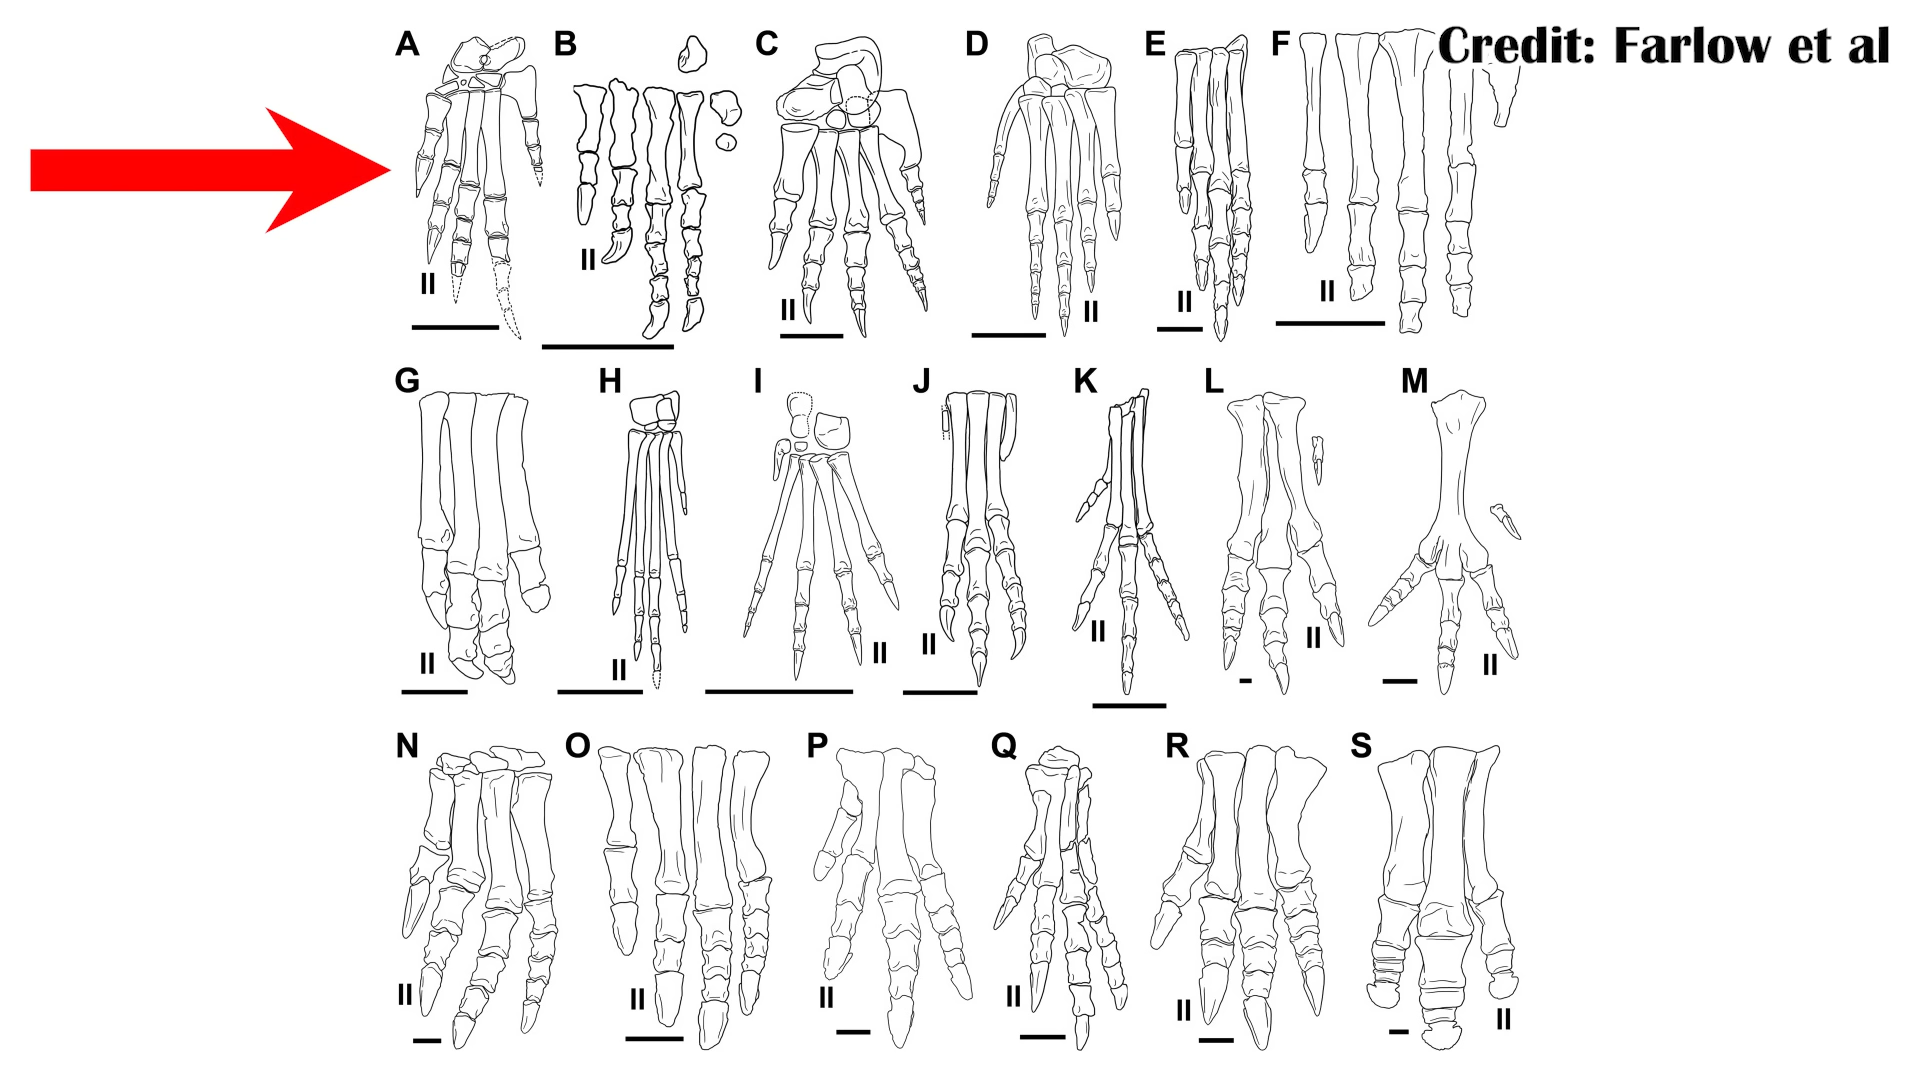 A B C D E F Credit: Farlow et al
II II II II II II
G H I J K L M
II II II II II II II
N O P Q R S
II II II II II II